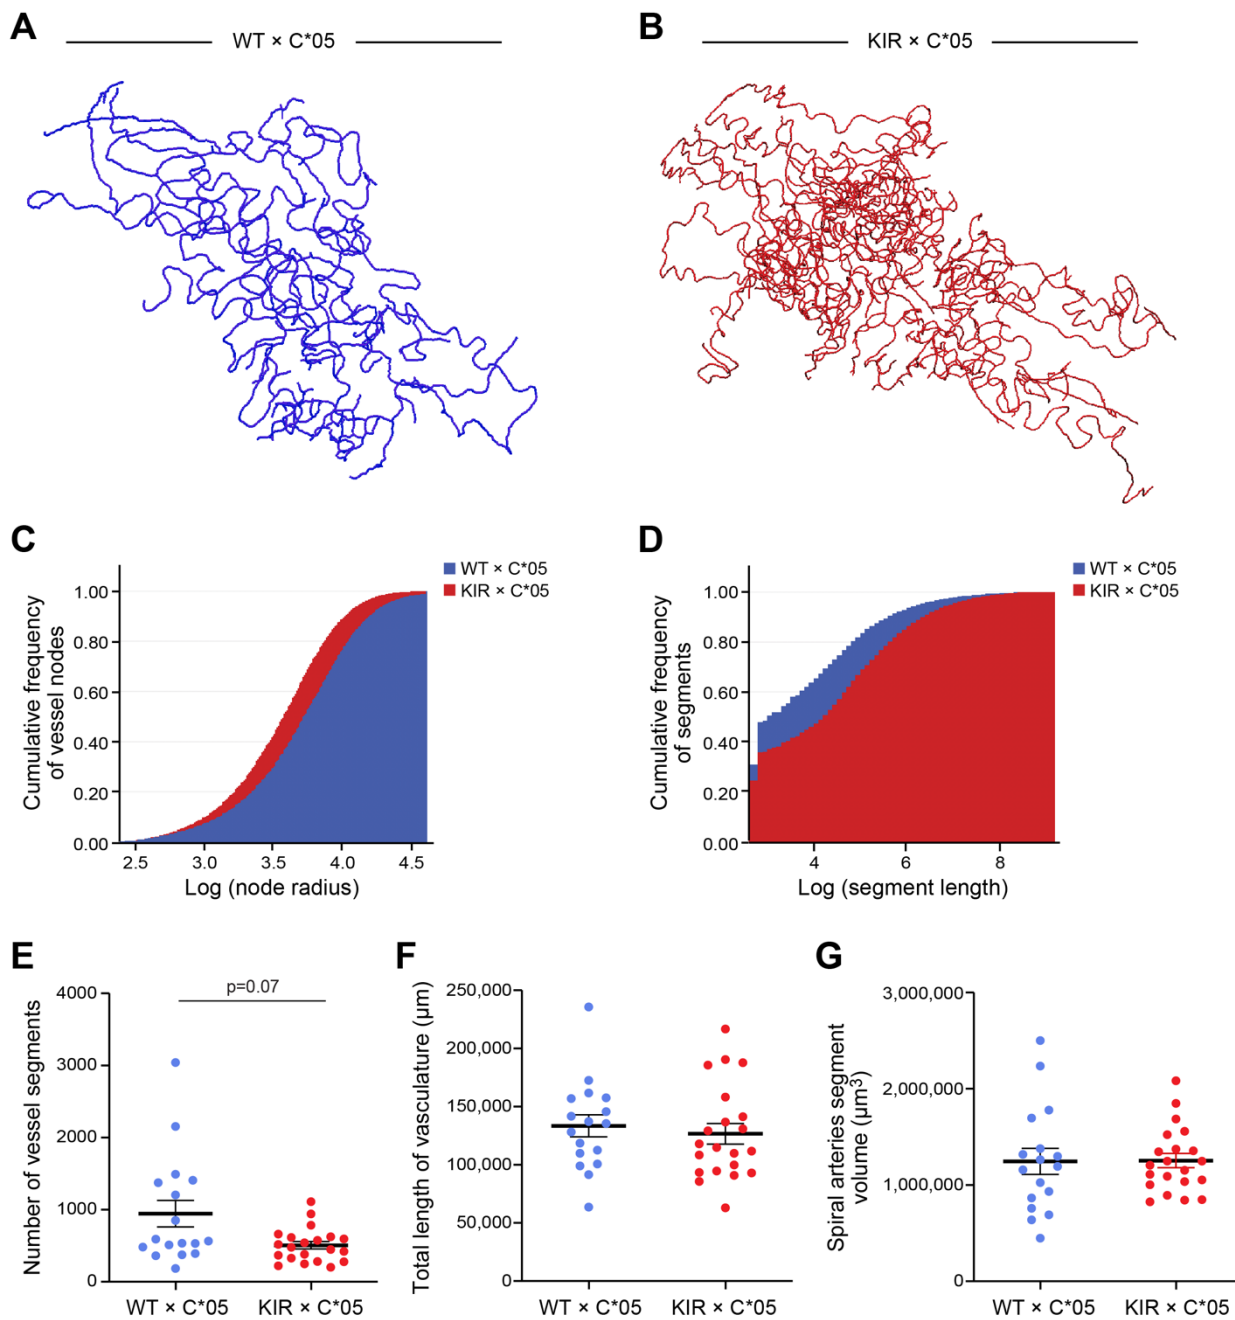 A
WT × C*05
B
KIR × C*05
C
Cumulative frequency
of vessel nodes
1.00
0.80
0.60
0.40
0.20
0.00
2.5 3.0 3.5 4.0 4.5
Log (node radius)
WT × C*05
KIR × C*05
D
Cumulative frequency
of segments
1.00
0.80
0.60
0.40
0.20
0.00
4 6 8
Log (segment length)
WT × C*05
KIR × C*05
E
Number of vessel segments
4000
3000
2000
1000
0
p=0.07
WT × C*05 KIR × C*05
F
Total length of vasculature (µm)
250,000
200,000
150,000
100,000
50,000
0
WT × C*05 KIR × C*05
G
Spiral arteries segment
volume (µm³)
3,000,000
2,000,000
1,000,000
0
WT × C*05 KIR × C*05